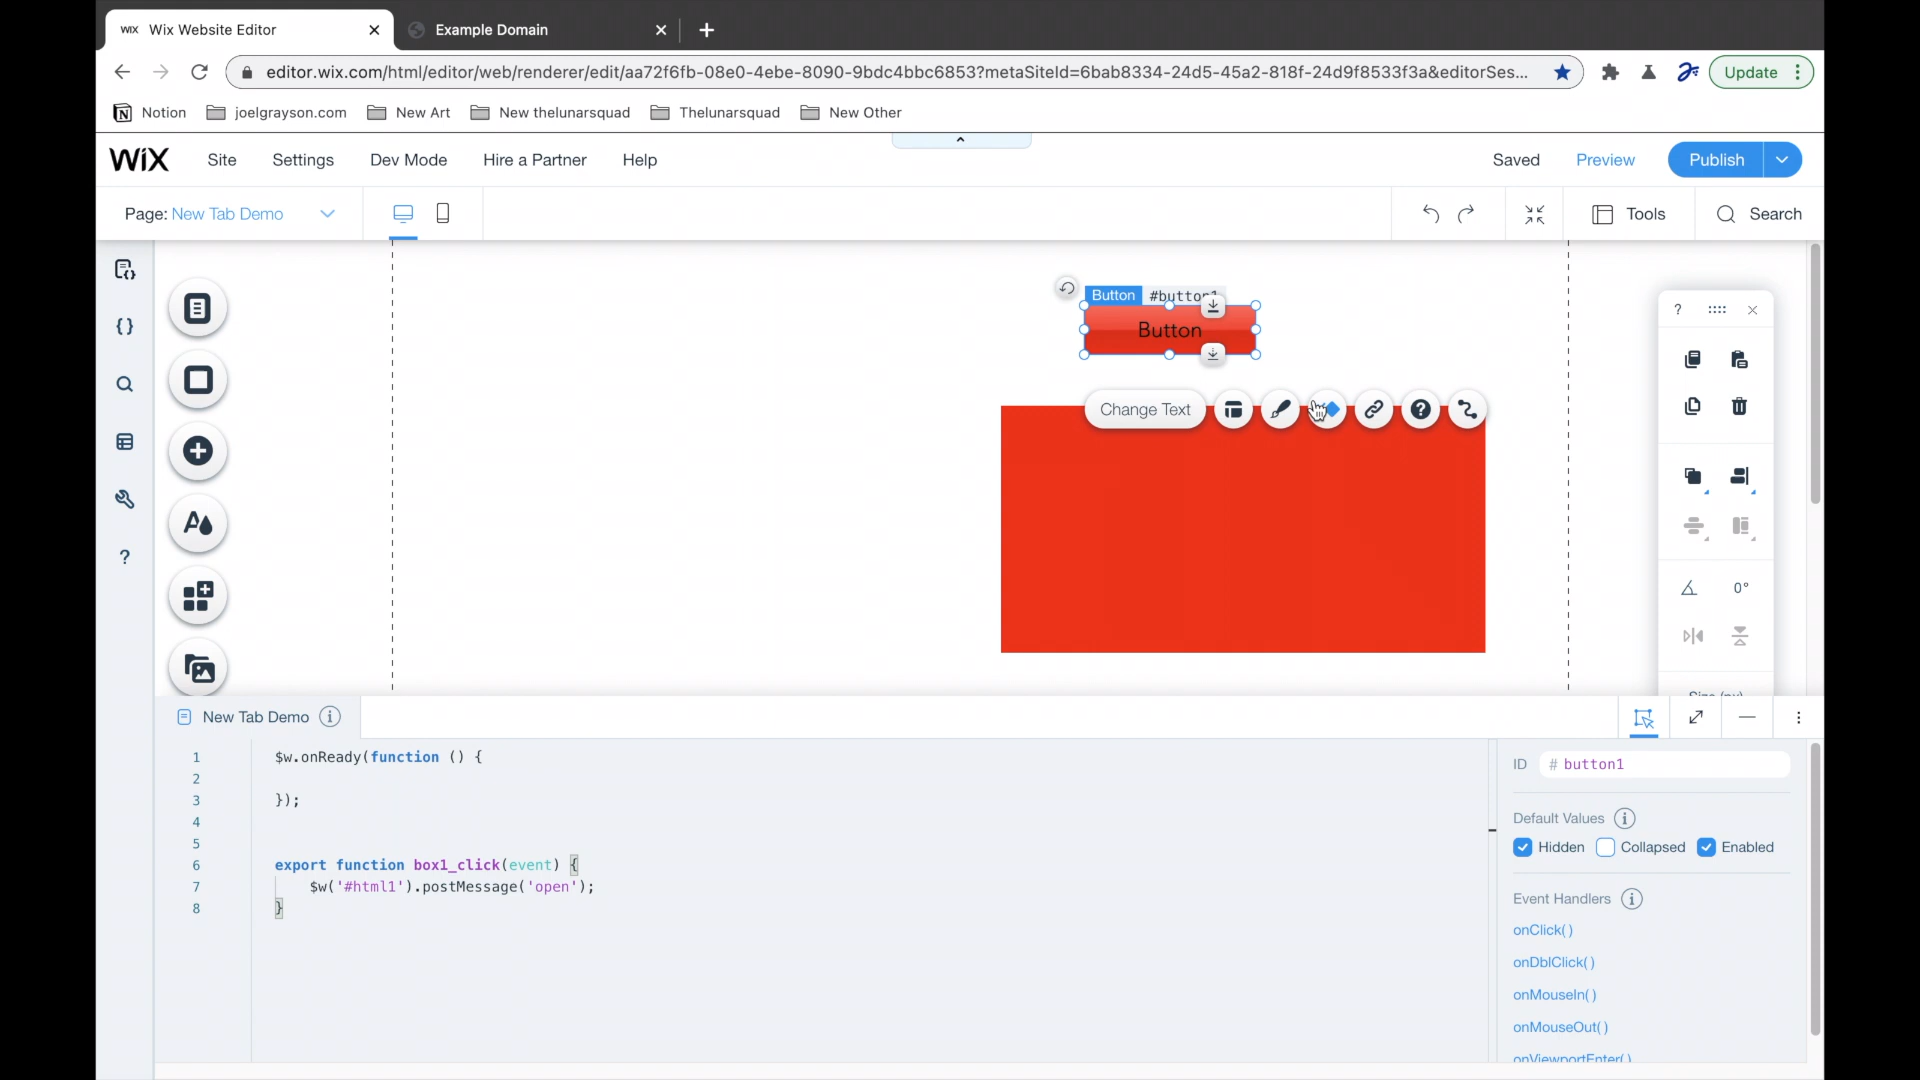 WiX Wix Website Editor
Example Domain
editor.wix.com/html/editor/web/renderer/edit/aa72f6fb-08e0-4ebe-8090-9bdc4bbc6853?metaSiteId=6bab8334-24d5-45a2-818f-24d9f8533f3a&editorSes...
Update
Notion joelgrayson.com New Art New thelunarsquad Thelunarsquad New Other
WiX Site Settings Dev Mode Hire a Partner Help Saved Preview Publish
Page: New Tab Demo Tools Search
Button #button1
Button
Change Text
0°
New Tab Demo
1 $w.onReady(function () {
2
3 });
4
5
6 export function box1_click(event) {
7 $w('#html1').postMessage('open');
8 }
ID # button1
Default Values
Hidden Collapsed Enabled
Event Handlers
onClick()
onDblClick()
onMouseIn()
onMouseOut()
onViewportEnter()